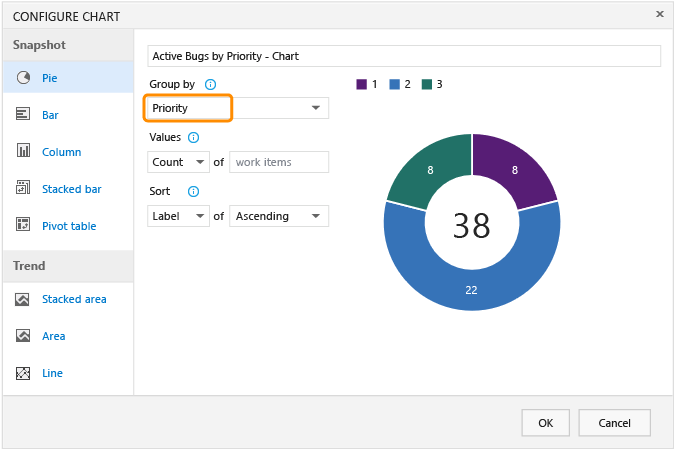 CONFIGURE CHART
Snapshot
Pie
Bar
Column
Stacked bar
Pivot table
Trend
Stacked area
Area
Line
Active Bugs by Priority - Chart
Group by
Priority
Values
Count of work items
Sort
Label of Ascending
1 2 3
8 8
38
22
OK Cancel